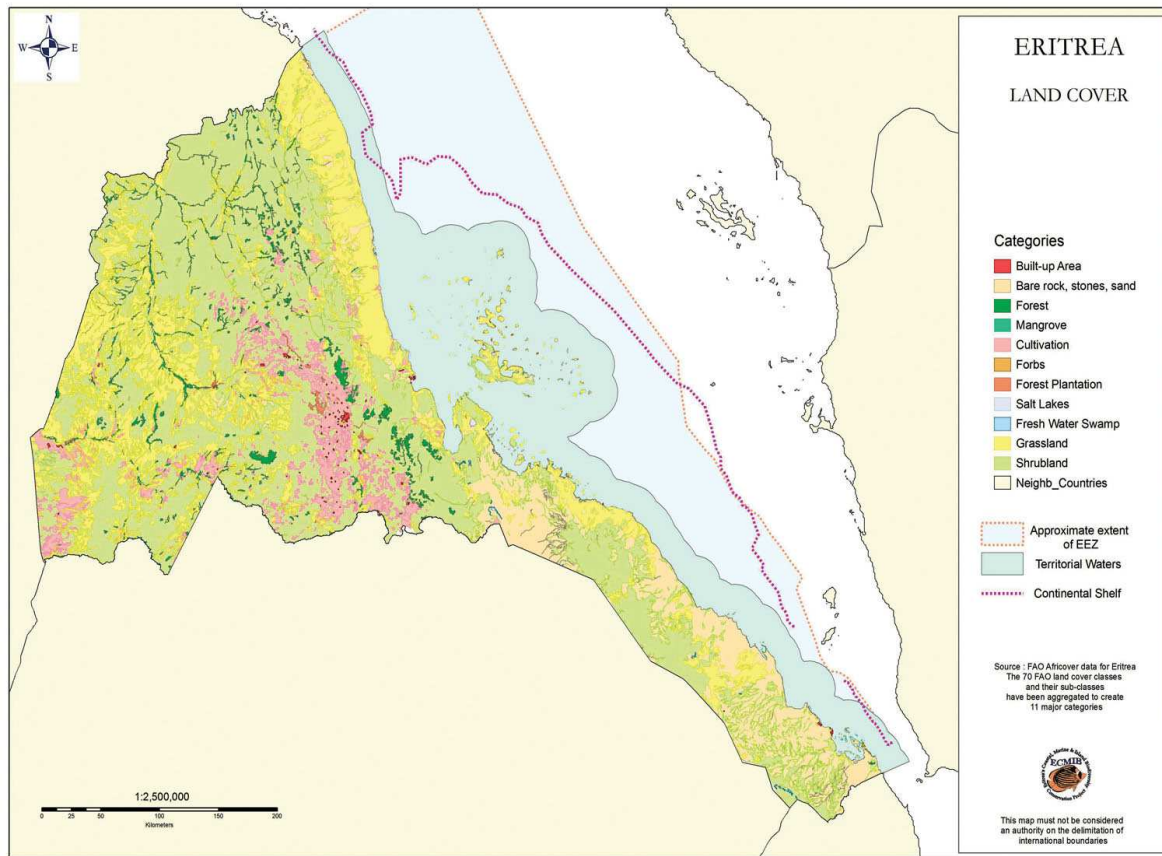 N
W
E
S
ERITREA
LAND COVER
Categories
Built-up Area
Bare rock, stones, sand
Forest
Mangrove
Cultivation
Forbs
Forest Plantation
Salt Lakes
Fresh Water Swamp
Grassland
Shrubland
Neighb_Countries
Approximate extent
of EEZ
Territorial Waters
Continental Shelf
Source : FAO Africover data for Eritrea
The 70 FAO land cover classes
and their sub-classes
have been aggregated to create
11 major categories
ECMIB
This map must not be considered
an authority on the delimitation of
international boundaries
1:2,500,000
0 25 50 100 150 200
Kilometers